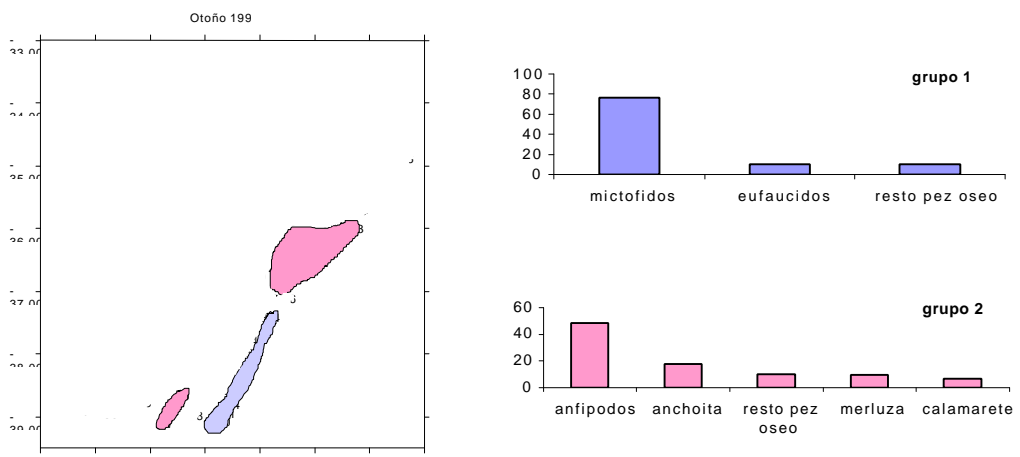 Otoño 199
grupo 1
100
80
60
40
20
0
mictofidos eufaucidos resto pez oseo
grupo 2
60
40
20
0
anfipodos anchoita resto pez merluza calamarete
oseo